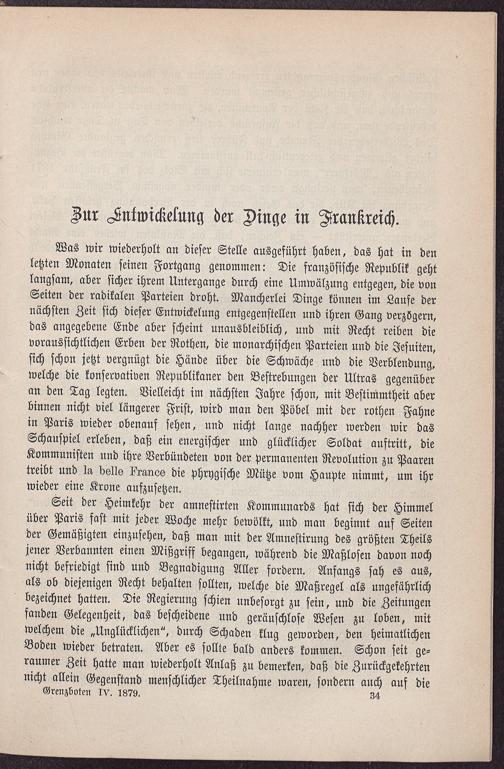 Zur Entwickelung der Dinge in Frankreich.
Was wir wiederholt an dieser Stelle ausgeführt haben, das hat in den
letzten Monaten seinen Fortgang genommen: Die französische Republik geht
langsam, aber sicher ihrem Untergange durch eine Umwälzung entgegen, die von
Seiten der radikalen Parteien droht. Mancherlei Dinge können im Laufe der
nächsten Zeit sich dieser Entwickelung entgegenstellen und ihren Gang verzögern,
das angegebene Ende aber scheint unausbleiblich, und mit Recht reiben die
voraussichtlichen Erben der Rothen, die monarchischen Parteien und die Jesuiten,
sich schon jetzt vergnügt die Hände über die Schwäche und die Verblendung,
welche die konservativen Republikaner den Bestrebungen der Ultras gegenüber
an den Tag legten. Vielleicht im nächsten Jahre schon, mit Bestimmtheit aber
binnen nicht viel längerer Frist, wird man den Pöbel mit der rothen Fahne
in Paris wieder obenauf sehen, und nicht lange nachher werden wir das
Schauspiel erleben, daß ein energischer und glücklicher Soldat auftritt, die
Kommunisten und ihre Verbündeten von der permanenten Revolution zu Paaren
treibt und la belle France die phrygische Mütze vom Haupte nimmt, um ihr
wieder eine Krone aufzusetzen.
Seit der Heimkehr der amnestirten Kommunards hat sich der Himmel
über Paris fast mit jeder Woche mehr bewölkt, und man beginnt auf Seiten
der Gemäßigten einzusehen, daß man mit der Amnestirung des größten Theils
jener Verbannten einen Mißgriff begangen, während die Maßlosen davon noch
nicht befriedigt sind und Begnadigung Aller fordern. Anfangs sah es aus,
als ob diejenigen Recht behalten sollten, welche die Maßregel als ungefährlich
bezeichnet hatten. Die Regierung schien unbesorgt zu sein, und die Zeitungen
fanden Gelegenheit, das bescheidene und geräuschlose Wesen zu loben, mit
welchem die „Unglücklichen“, durch Schaden klug geworden, den heimatlichen
Boden wieder betraten. Aber es sollte bald anders kommen. Schon seit ge-
raumer Zeit hatte man wiederholt Anlaß zu bemerken, daß die Zurückgekehrten
nicht allein Gegenstand menschlicher Theilnahme waren, sondern auch auf die
Grenzboten IV. 1879. 34